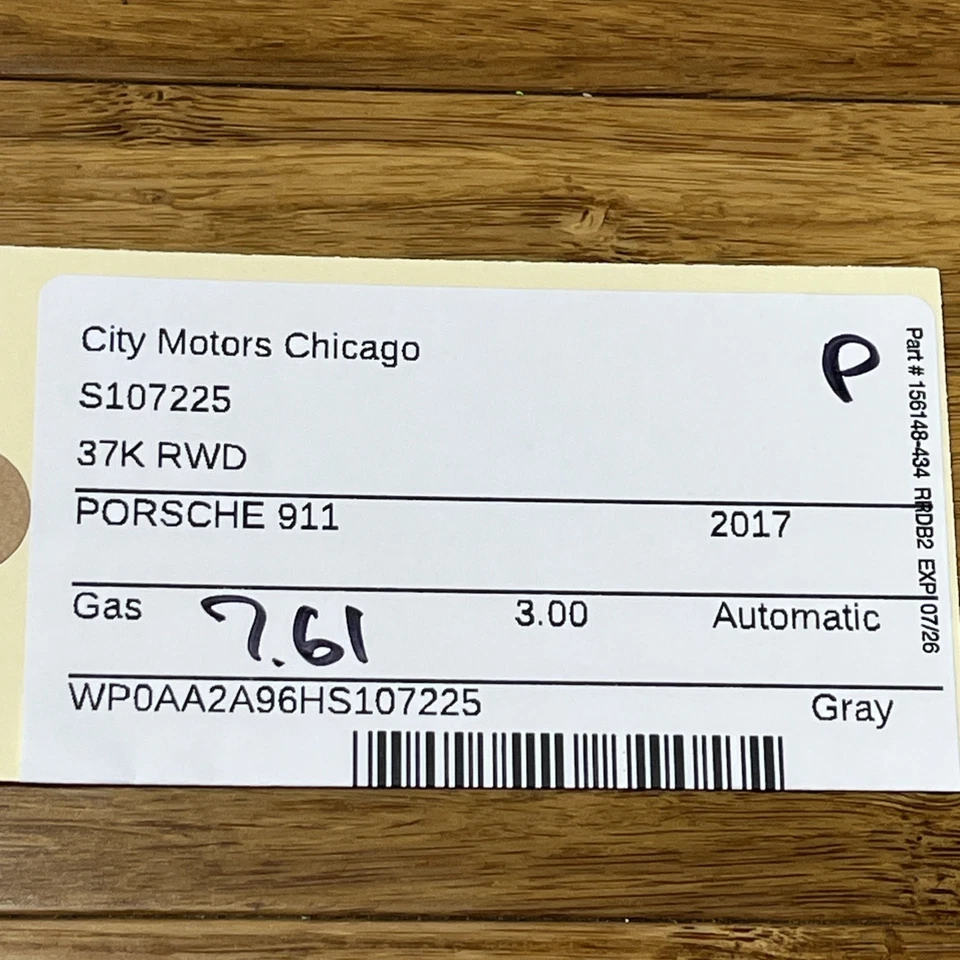 City Motors Chicago
P
S107225
37K RWD
PORSCHE 911 2017
Gas 7.61 3.00 Automatic
WP0AA2A96HS107225 Gray
Part # 156148-434 RRDB2 EXP 07/26